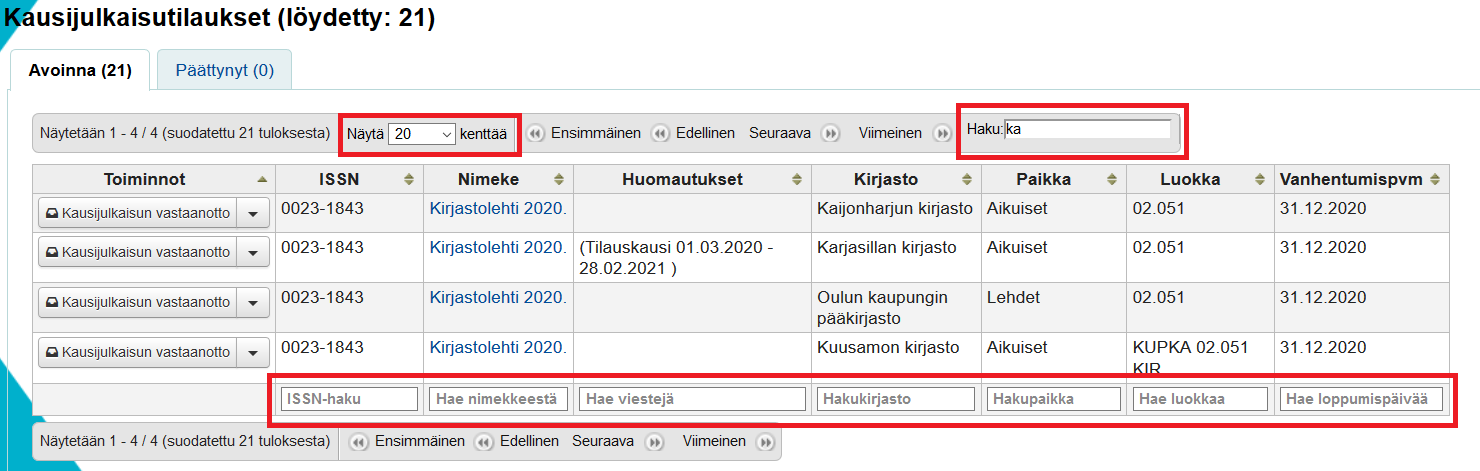 Kausijulkaisutilaukset (löydetty: 21)
Avoinna (21) Päättynyt (0)
Näytetään 1 - 4 / 4 (suodatettu 21 tuloksesta) Näytä 20 kenttää Ensimmäinen Edellinen Seuraava Viimeinen Haku: ka
Toiminnot ISSN Nimeke Huomautukset Kirjasto Paikka Luokka Vanhentumispvm
Kausijulkaisun vastaanotto 0023-1843 Kirjastolehti 2020. Kaijonharjun kirjasto Aikuiset 02.051 31.12.2020
Kausijulkaisun vastaanotto 0023-1843 Kirjastolehti 2020. (Tilauskausi 01.03.2020 - Karjasillan kirjasto Aikuiset 02.051 31.12.2020
28.02.2021 )
Kausijulkaisun vastaanotto 0023-1843 Kirjastolehti 2020. Oulun kaupungin Lehdet 02.051 31.12.2020
pääkirjasto
Kausijulkaisun vastaanotto 0023-1843 Kirjastolehti 2020. Kuusamon kirjasto Aikuiset KUPKA 02.051 31.12.2020
KIR
ISSN-haku Hae nimekkeestä Hae viestejä Hakukirjasto Hakupaikka Hae luokkaa Hae loppumispäivää
Näytetään 1 - 4 / 4 (suodatettu 21 tuloksesta) Ensimmäinen Edellinen Seuraava Viimeinen